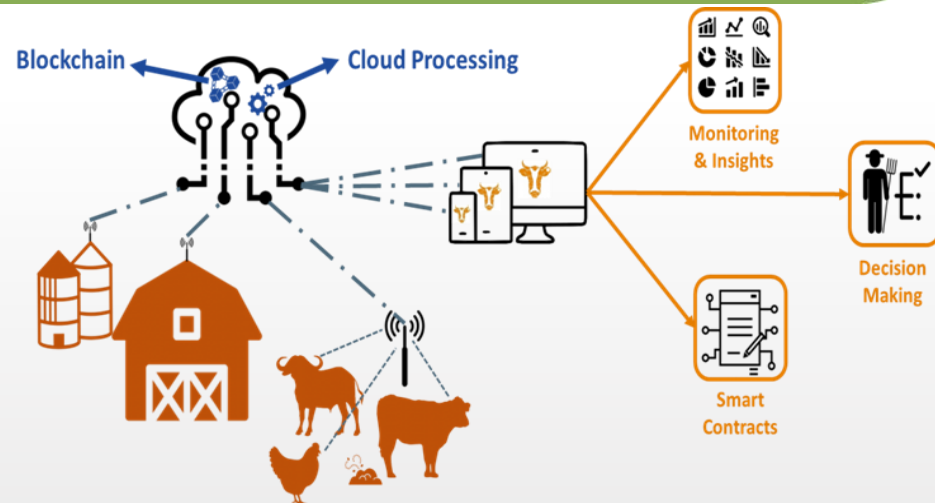 Blockchain
Cloud Processing
Monitoring
& Insights
Decision
Making
Smart
Contracts